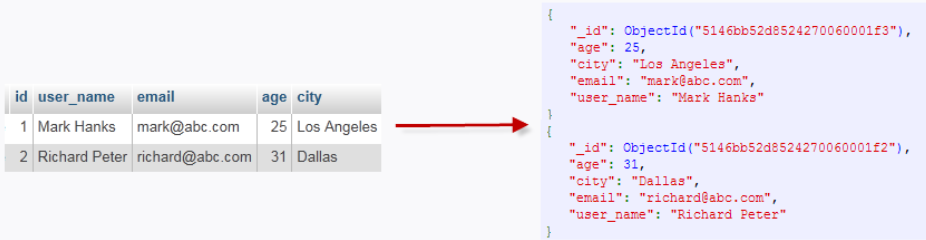 id user_name email age city
1 Mark Hanks mark@abc.com 25 Los Angeles
2 Richard Peter richard@abc.com 31 Dallas
{
"_id": ObjectId("5146bb52d8524270060001f3"),
"age": 25,
"city": "Los Angeles",
"email": "mark@abc.com",
"user_name": "Mark Hanks"
}
{
"_id": ObjectId("5146bb52d8524270060001f2"),
"age": 31,
"city": "Dallas",
"email": "richard@abc.com",
"user_name": "Richard Peter"
}